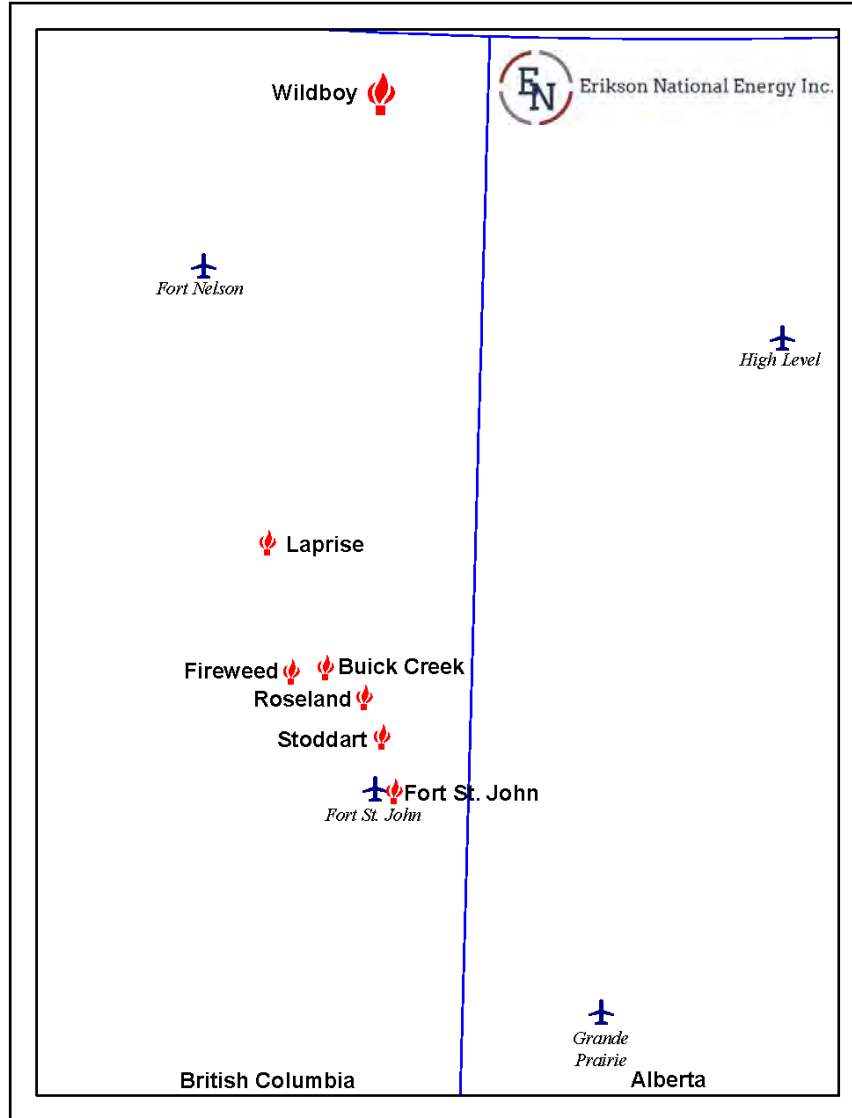 Wildboy
EN Erikson National Energy Inc.
Fort Nelson
High Level
Laprise
Buick Creek
Fireweed
Roseland
Stoddart
Fort St. John
Fort St. John
Grande
Prairie
British Columbia
Alberta